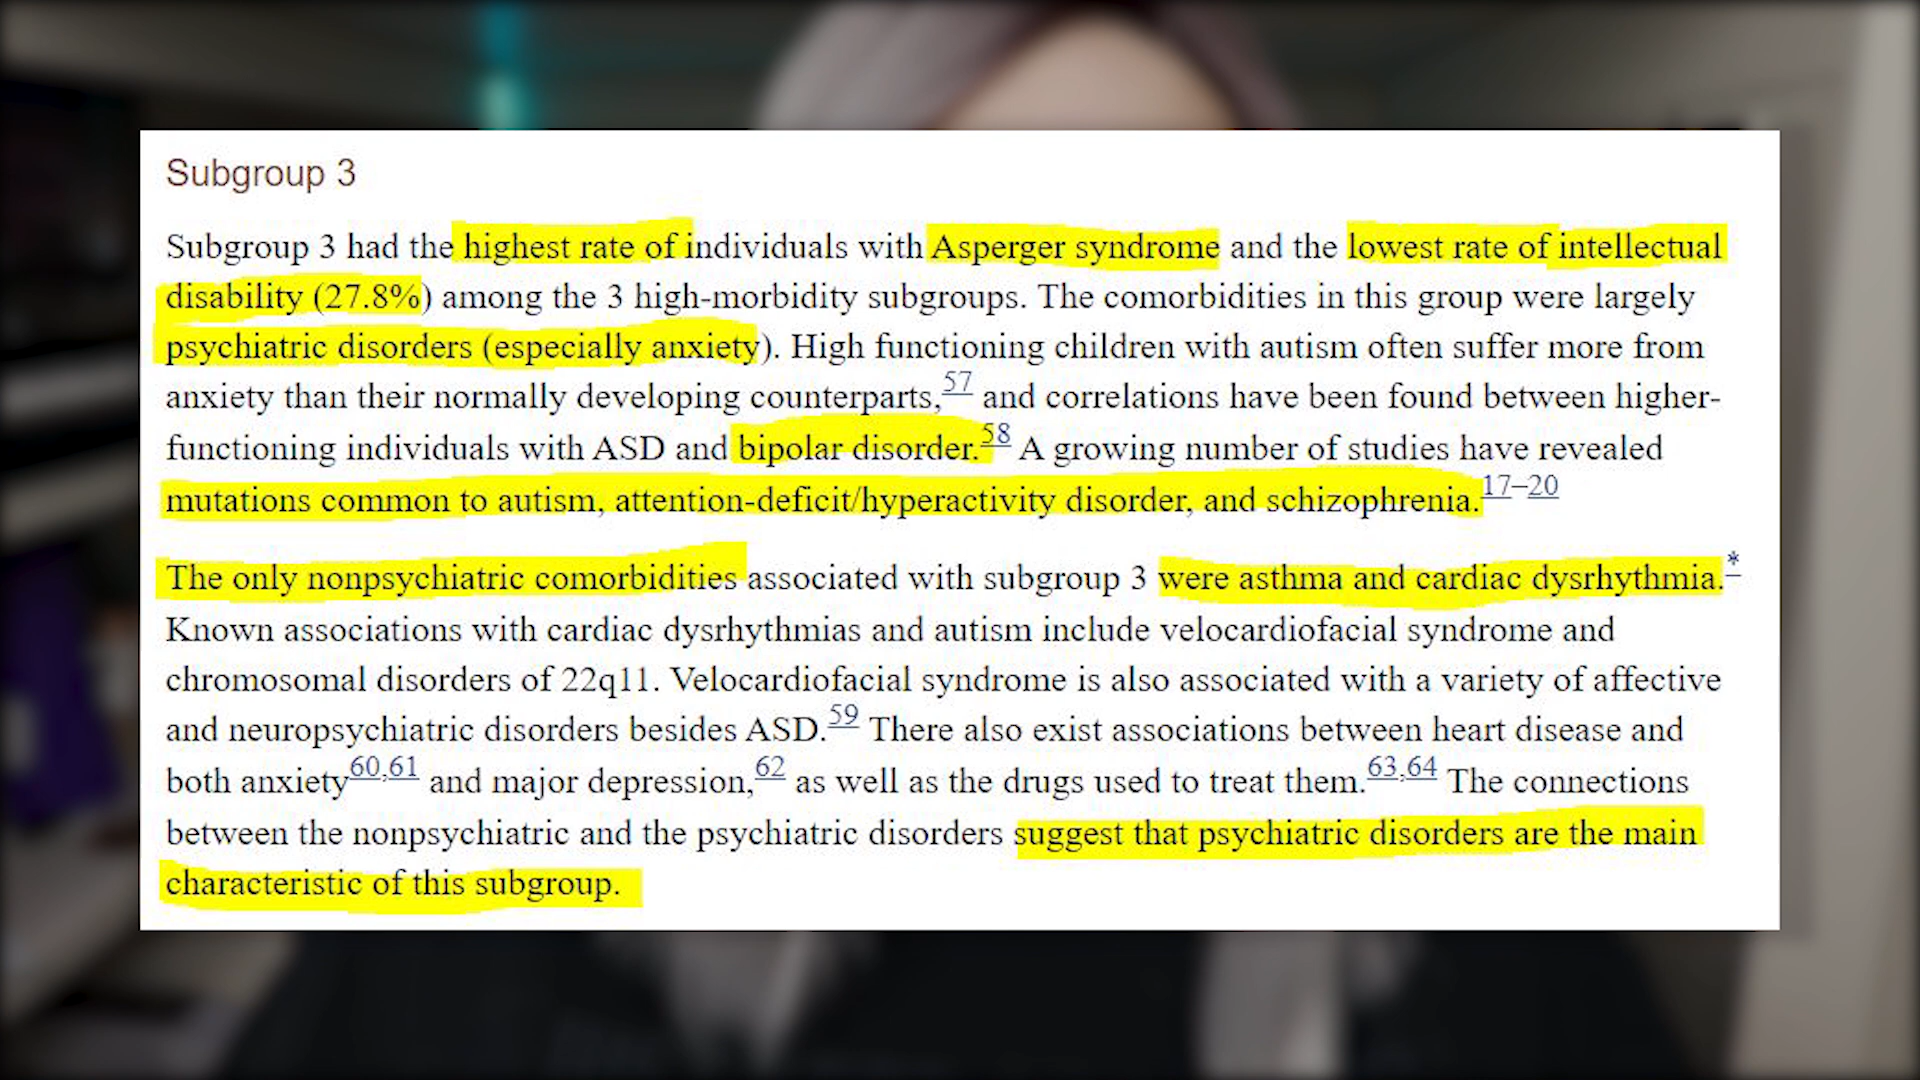 Subgroup 3
Subgroup 3 had the highest rate of individuals with Asperger syndrome and the lowest rate of intellectual
disability (27.8%) among the 3 high-morbidity subgroups. The comorbidities in this group were largely
psychiatric disorders (especially anxiety). High functioning children with autism often suffer more from
anxiety than their normally developing counterparts,57 and correlations have been found between higher-
functioning individuals with ASD and bipolar disorder.58 A growing number of studies have revealed
mutations common to autism, attention-deficit/hyperactivity disorder, and schizophrenia.17–20
The only nonpsychiatric comorbidities associated with subgroup 3 were asthma and cardiac dysrhythmia.*
Known associations with cardiac dysrhythmias and autism include velocardiofacial syndrome and
chromosomal disorders of 22q11. Velocardiofacial syndrome is also associated with a variety of affective
and neuropsychiatric disorders besides ASD.59 There also exist associations between heart disease and
both anxiety60,61 and major depression,62 as well as the drugs used to treat them.63,64 The connections
between the nonpsychiatric and the psychiatric disorders suggest that psychiatric disorders are the main
characteristic of this subgroup.